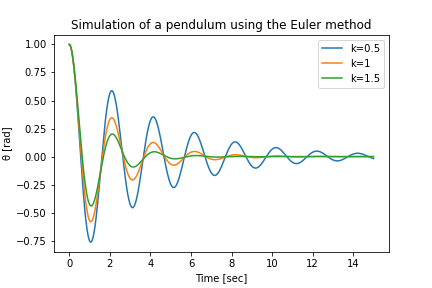 Simulation of a pendulum using the Euler method
1.00
0.75
0.50
0.25
0.00
−0.25
−0.50
−0.75
θ [rad]
k=0.5
k=1
k=1.5
0 2 4 6 8 10 12 14
Time [sec]